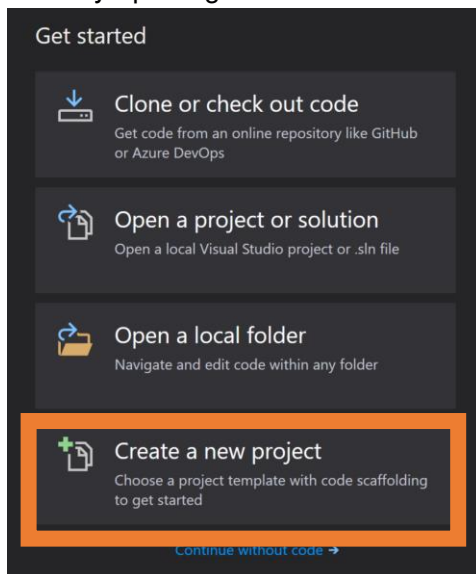 Get started
Clone or check out code
Get code from an online repository like GitHub
or Azure DevOps
Open a project or solution
Open a local Visual Studio project or .sln file
Open a local folder
Navigate and edit code within any folder
Create a new project
Choose a project template with code scaffolding
to get started
Continue without code →